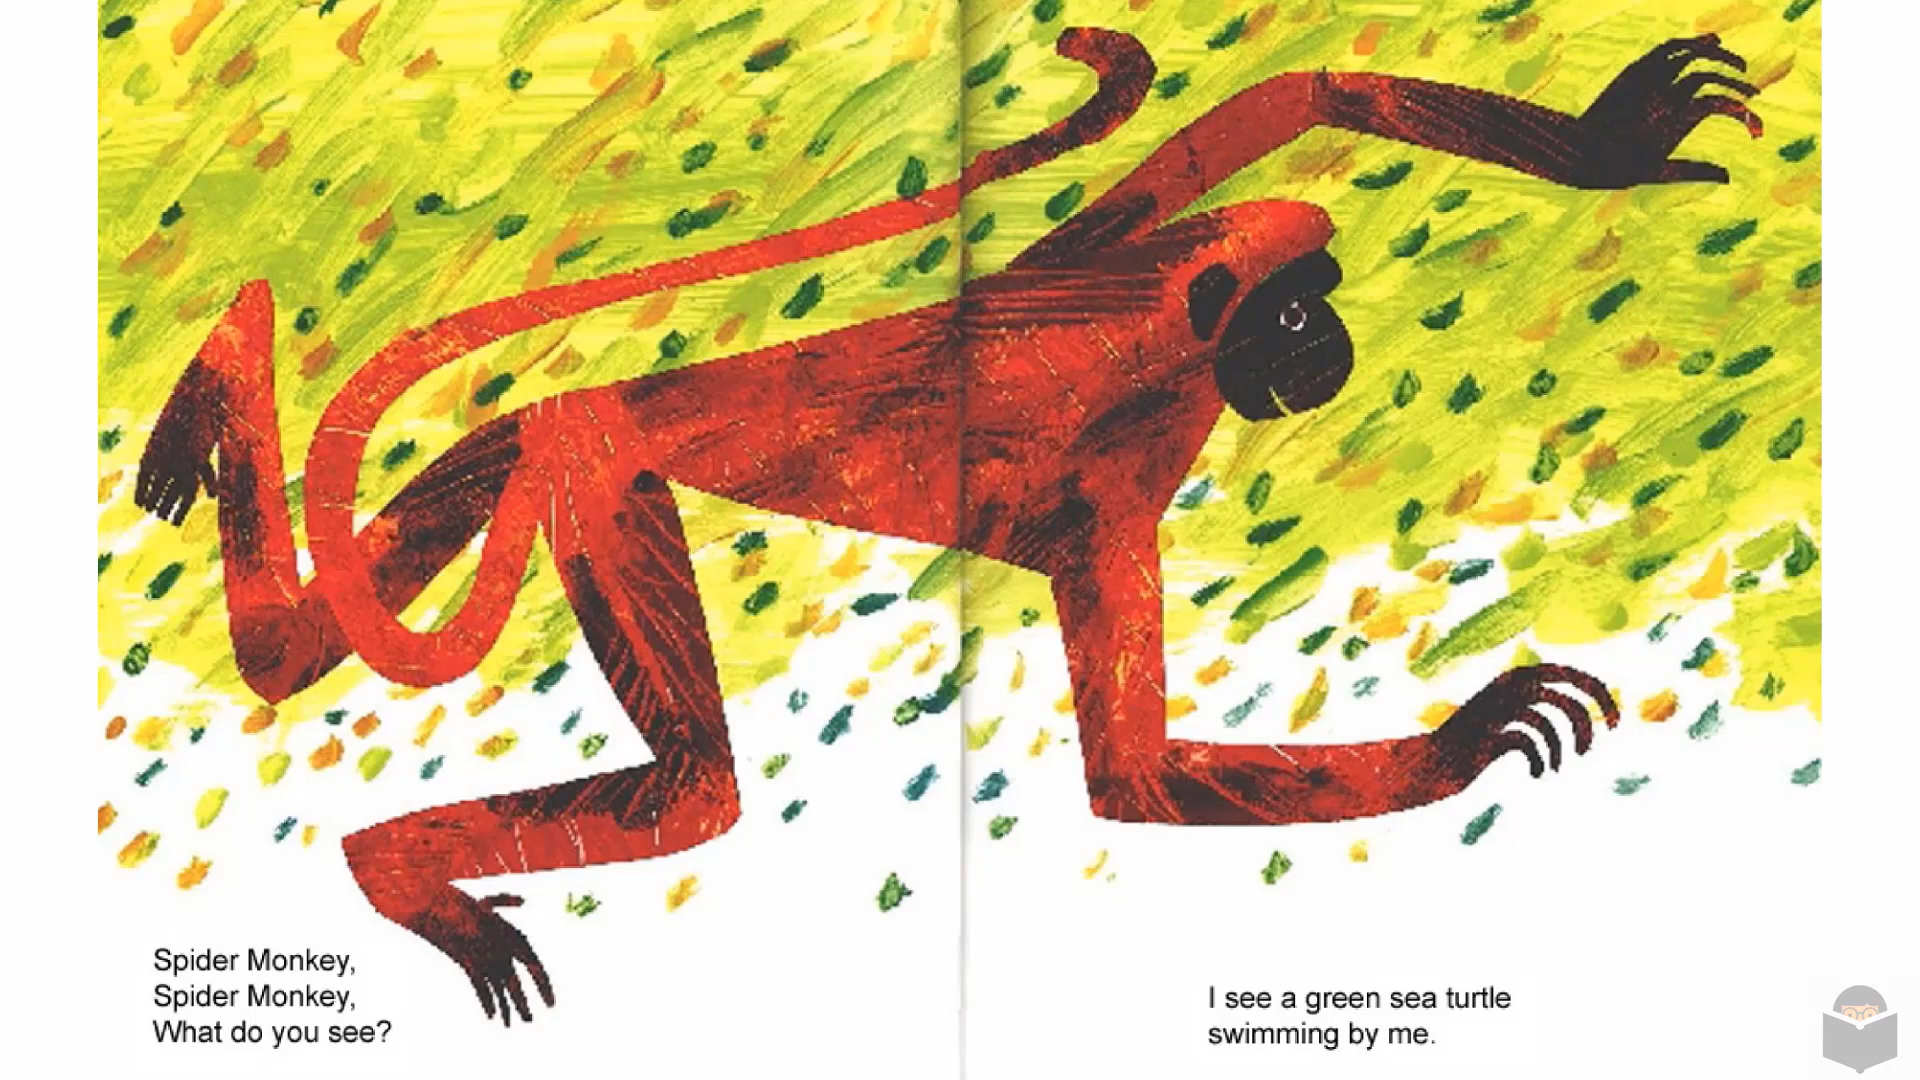 Spider Monkey,
Spider Monkey,
What do you see?
I see a green sea turtle
swimming by me.